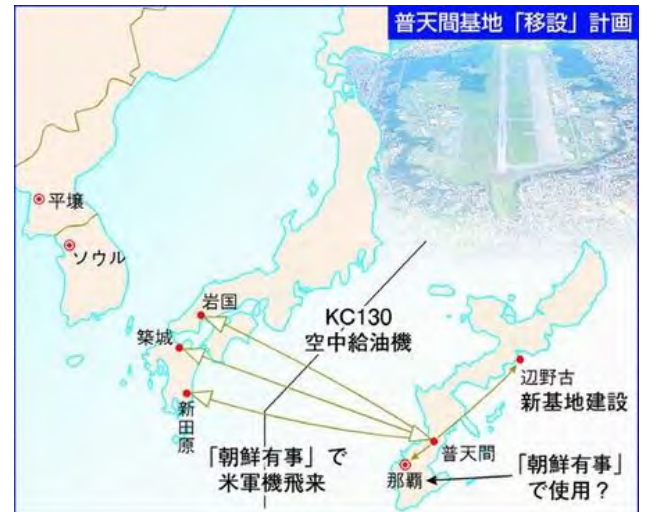 普天間基地「移設」計画
平壌
ソウル
岩国
築城
新田原
KC130
空中給油機
辺野古
新基地建設
普天間
那覇
「朝鮮有事」で
米軍機飛来
「朝鮮有事」
で使用？